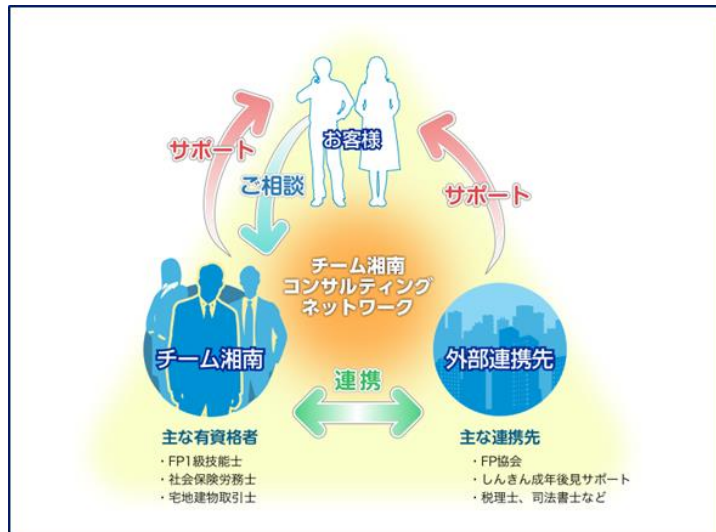 お客様
サポート
ご相談
サポート
チーム湘南
コンサルティング
ネットワーク
チーム湘南
外部連携先
連携
主な有資格者
・FP1級技能士
・社会保険労務士
・宅地建物取引士
主な連携先
・FP協会
・しんきん成年後見サポート
・税理士、司法書士など